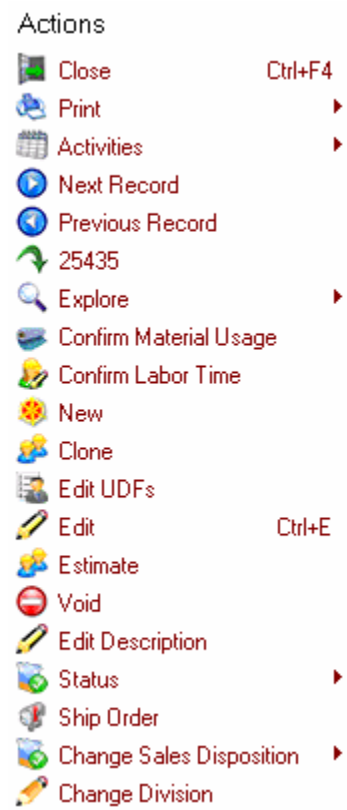 Actions
Close Ctrl+F4
Print
Activities
Next Record
Previous Record
25435
Explore
Confirm Material Usage
Confirm Labor Time
New
Clone
Edit UDFs
Edit Ctrl+E
Estimate
Void
Edit Description
Status
Ship Order
Change Sales Disposition
Change Division